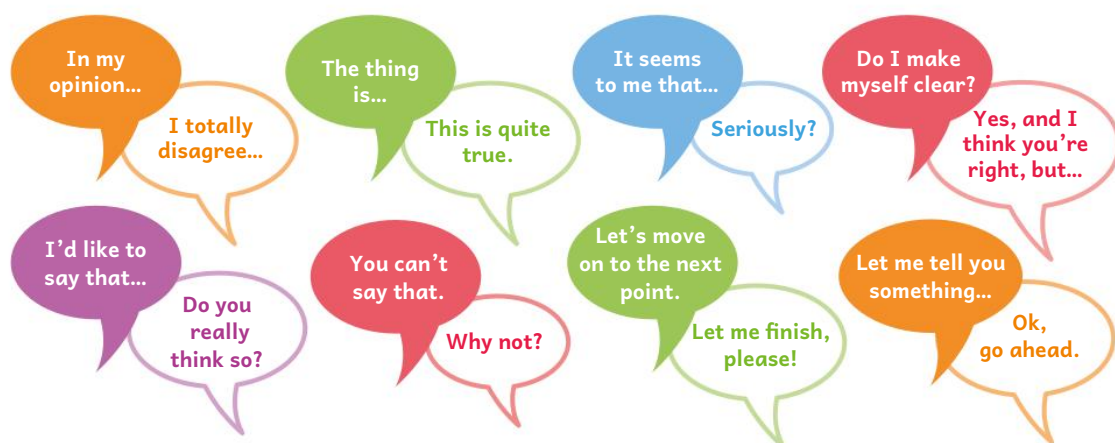 In my
opinion...
I totally
disagree...
The thing
is...
This is quite
true.
It seems
to me that...
Seriously?
Do I make
myself clear?
Yes, and I
think you're
right, but...
I'd like to
say that...
Do you
really
think so?
You can't
say that.
Why not?
Let's move
on to the next
point.
Let me finish,
please!
Let me tell you
something...
Ok,
go ahead.